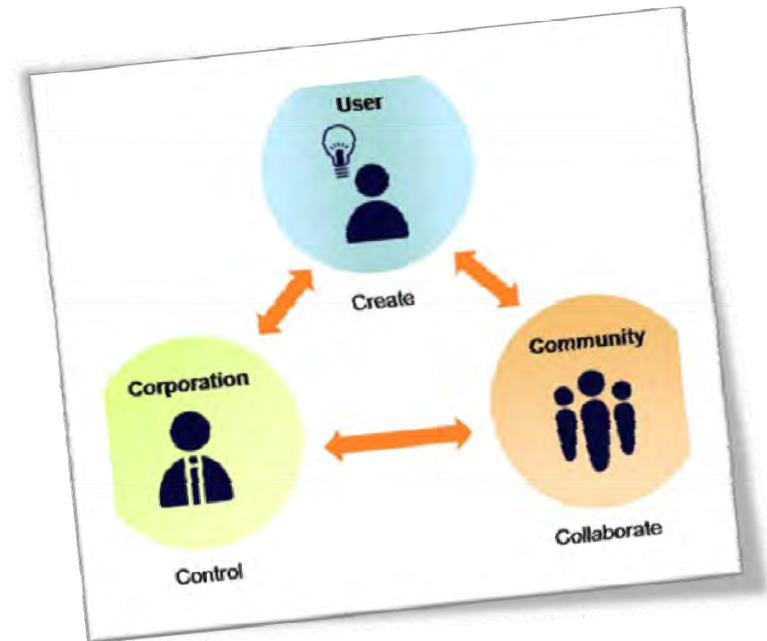 User
Create
Community
Corporation
Collaborate
Control